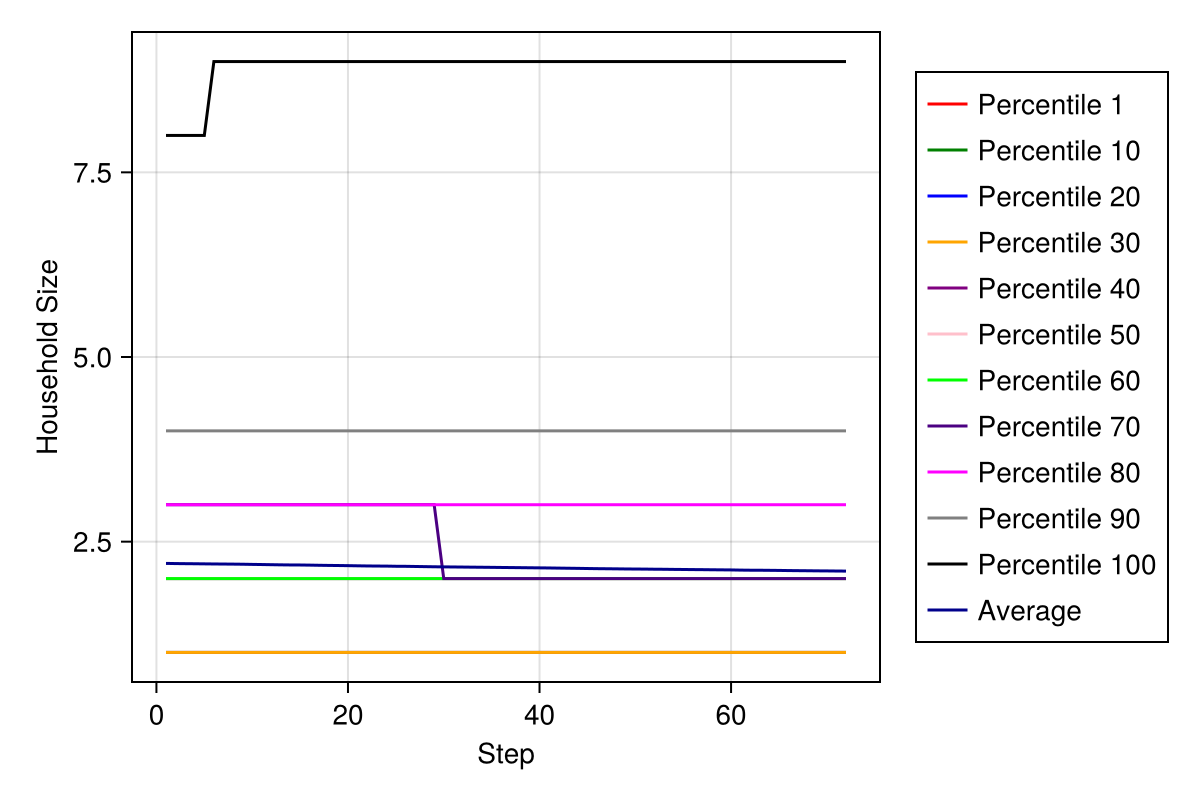 7.5
5.0
2.5
Household Size
0
20
40
60
Step
Percentile 1
Percentile 10
Percentile 20
Percentile 30
Percentile 40
Percentile 50
Percentile 60
Percentile 70
Percentile 80
Percentile 90
Percentile 100
Average